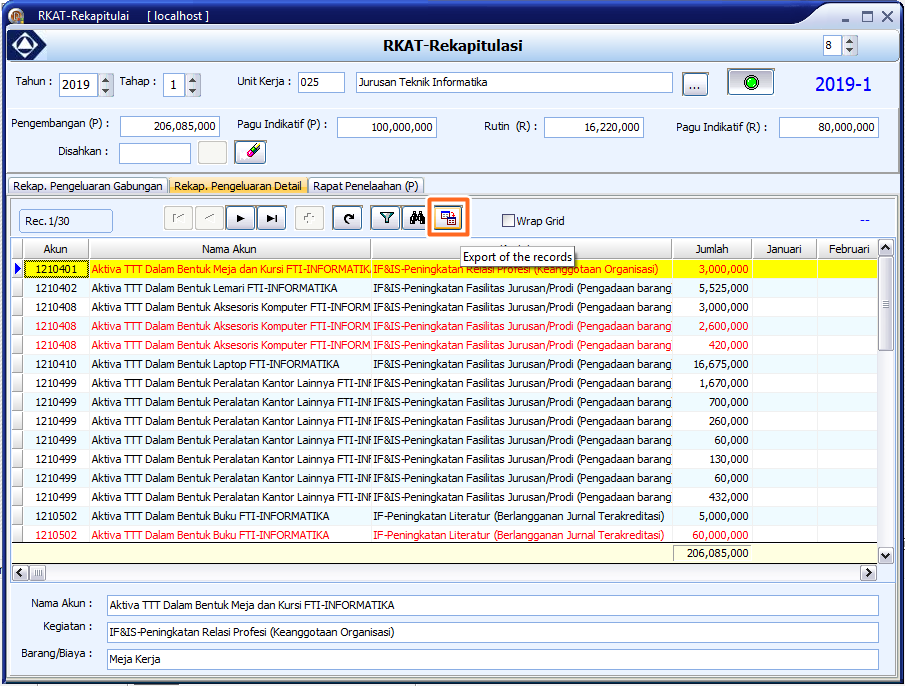 RKAT-Rekapitulai [ localhost ]
RKAT-Rekapitulasi 8
Tahun : 2019 Tahap : 1 Unit Kerja : 025 Jurusan Teknik Informatika ... 2019-1
Pengembangan (P) : 206,085,000 Pagu Indikatif (P) : 100,000,000 Rutin (R) : 16,220,000 Pagu Indikatif (R) : 80,000,000
Disahkan :
Rekap. Pengeluaran Gabungan Rekap. Pengeluaran Detail Rapat Penelaahan (P)
Rec.1/30 Wrap Grid --
Export of the records
Akun Nama Akun Jumlah Januari Februari
1210401 Aktiva TTT Dalam Bentuk Meja dan Kursi FTI-INFORMATIKA IF&IS-Peningkatan Relasi Profesi (Keanggotaan Organisasi) 3,000,000
1210402 Aktiva TTT Dalam Bentuk Lemari FTI-INFORMATIKA IF&IS-Peningkatan Fasilitas Jurusan/Prodi (Pengadaan barang 5,525,000
1210408 Aktiva TTT Dalam Bentuk Aksesoris Komputer FTI-INFORM IF&IS-Peningkatan Fasilitas Jurusan/Prodi (Pengadaan barang 3,000,000
1210408 Aktiva TTT Dalam Bentuk Aksesoris Komputer FTI-INFORM IF&IS-Peningkatan Fasilitas Jurusan/Prodi (Pengadaan barang 2,600,000
1210408 Aktiva TTT Dalam Bentuk Aksesoris Komputer FTI-INFORM IF&IS-Peningkatan Fasilitas Jurusan/Prodi (Pengadaan barang 420,000
1210410 Aktiva TTT Dalam Bentuk Laptop FTI-INFORMATIKA IF&IS-Peningkatan Fasilitas Jurusan/Prodi (Pengadaan barang 16,675,000
1210499 Aktiva TTT Dalam Bentuk Peralatan Kantor Lainnya FTI-INF IF&IS-Peningkatan Fasilitas Jurusan/Prodi (Pengadaan barang 1,670,000
1210499 Aktiva TTT Dalam Bentuk Peralatan Kantor Lainnya FTI-INF IF&IS-Peningkatan Fasilitas Jurusan/Prodi (Pengadaan barang 700,000
1210499 Aktiva TTT Dalam Bentuk Peralatan Kantor Lainnya FTI-INF IF&IS-Peningkatan Fasilitas Jurusan/Prodi (Pengadaan barang 260,000
1210499 Aktiva TTT Dalam Bentuk Peralatan Kantor Lainnya FTI-INF IF&IS-Peningkatan Fasilitas Jurusan/Prodi (Pengadaan barang 60,000
1210499 Aktiva TTT Dalam Bentuk Peralatan Kantor Lainnya FTI-INF IF&IS-Peningkatan Fasilitas Jurusan/Prodi (Pengadaan barang 130,000
1210499 Aktiva TTT Dalam Bentuk Peralatan Kantor Lainnya FTI-INF IF&IS-Peningkatan Fasilitas Jurusan/Prodi (Pengadaan barang 60,000
1210499 Aktiva TTT Dalam Bentuk Peralatan Kantor Lainnya FTI-INF IF&IS-Peningkatan Fasilitas Jurusan/Prodi (Pengadaan barang 432,000
1210502 Aktiva TTT Dalam Bentuk Buku FTI-INFORMATIKA IF-Peningkatan Literatur (Berlangganan Jurnal Terakreditasi) 5,000,000
1210502 Aktiva TTT Dalam Bentuk Buku FTI-INFORMATIKA IF-Peningkatan Literatur (Berlangganan Jurnal Terakreditasi) 60,000,000
206,085,000
Nama Akun : Aktiva TTT Dalam Bentuk Meja dan Kursi FTI-INFORMATIKA
Kegiatan : IF&IS-Peningkatan Relasi Profesi (Keanggotaan Organisasi)
Barang/Biaya : Meja Kerja